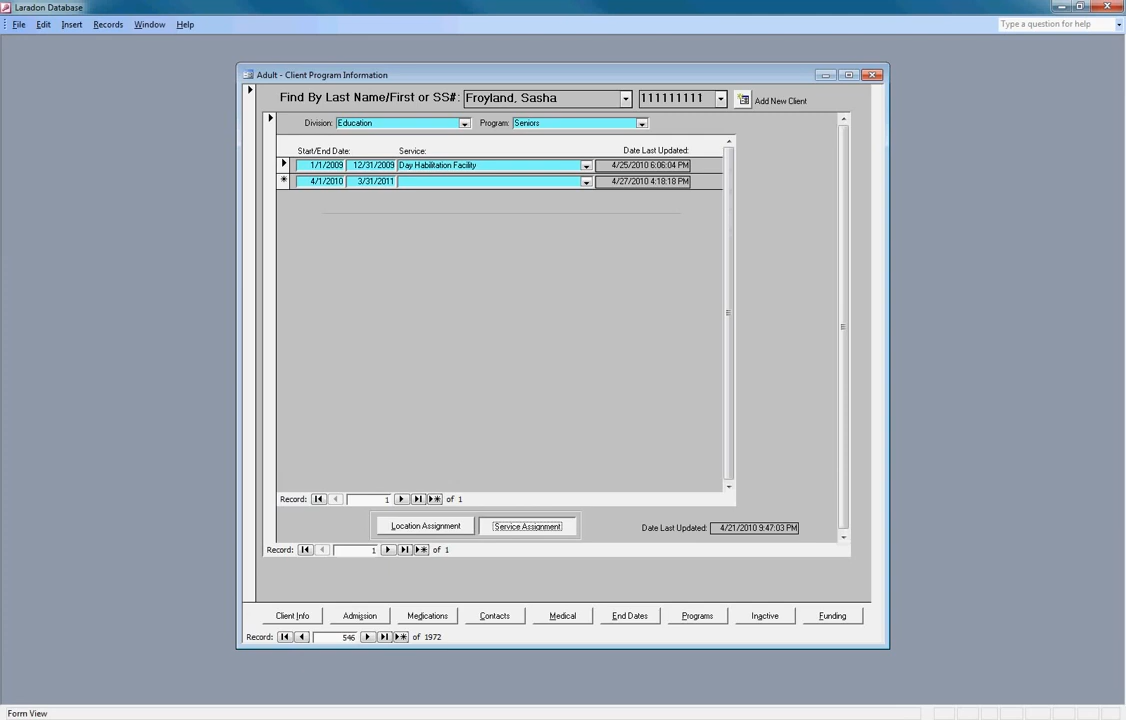 Laradon Database
File Edit Insert Records Window Help Type a question for help
Adult - Client Program Information
Find By Last Name/First or SS#: Froyland, Sasha 111111111 Add New Client
Division: Education Program: Seniors
Start/End Date: Service: Date Last Updated:
1/1/2009 12/31/2009 Day Habilitation Facility 4/25/2010 6:06:04 PM
4/1/2010 3/31/2011 4/27/2010 4:18:18 PM
Record: 1 of 1
Location Assignment Service Assignment Date Last Updated: 4/21/2010 9:47:03 PM
Record: 1 of 1
Client Info Admission Medications Contacts Medical End Dates Programs Inactive Funding
Record: 546 of 1972
Form View